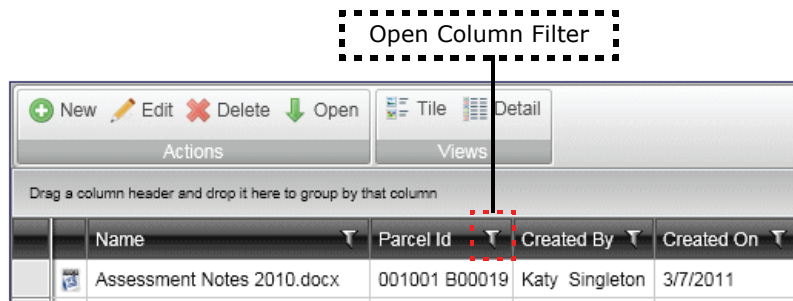 Open Column Filter
New Edit Delete Open Tile Detail
Actions Views
Drag a column header and drop it here to group by that column
Name Parcel Id Created By Created On
Assessment Notes 2010.docx 001001 B00019 Katy Singleton 3/7/2011